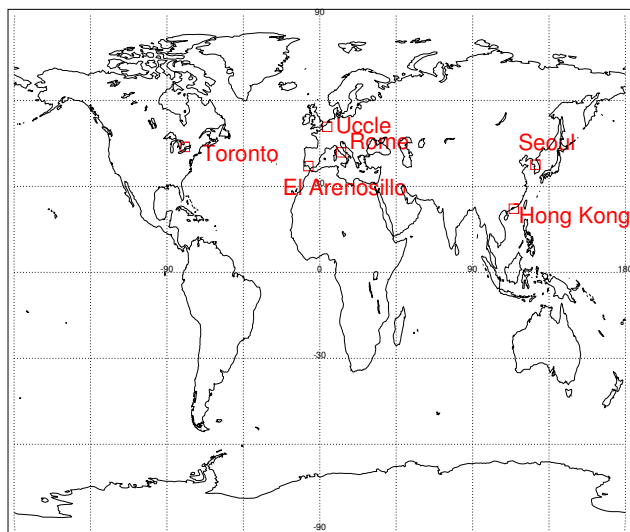 90
Uccle
Rome
Toronto
Seoul
El Arenosillo
Hong Kong
-90
0
90
180
-30
-90